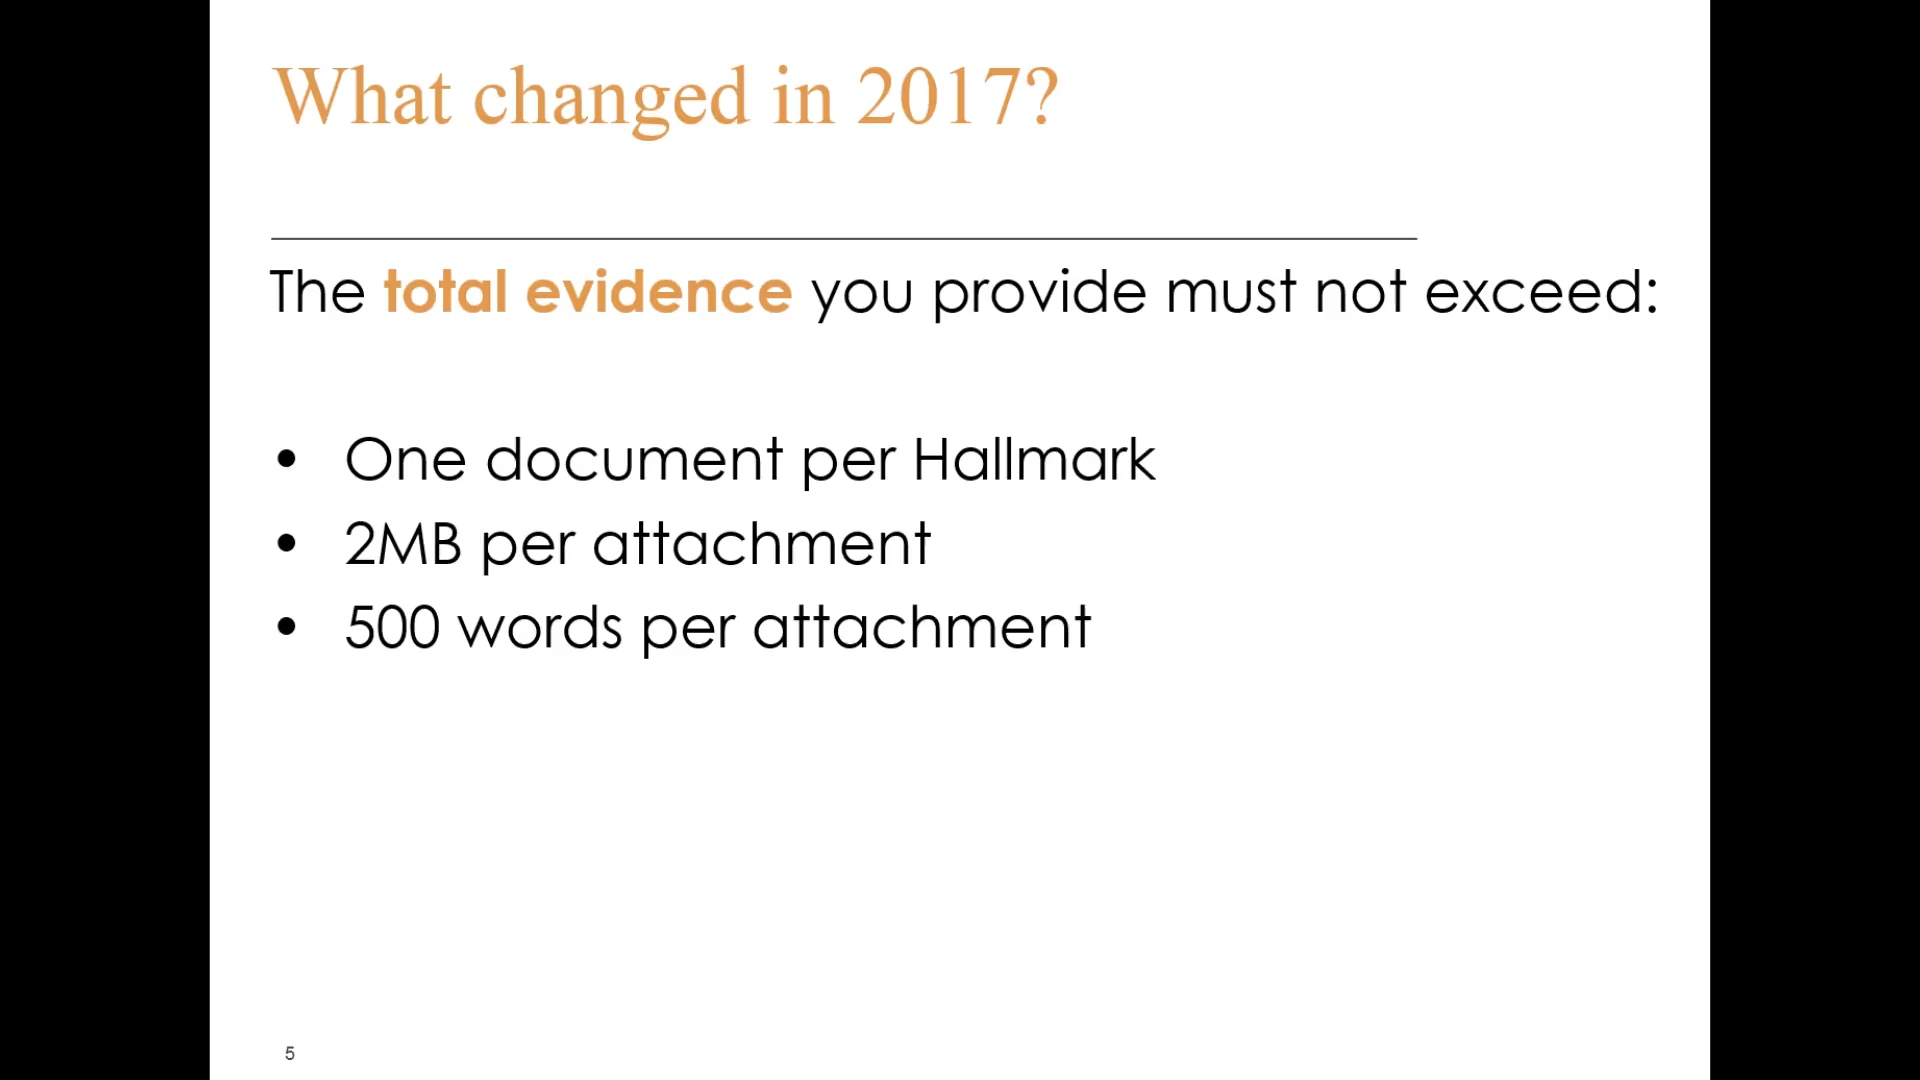 What changed in 2017?
The total evidence you provide must not exceed:
• One document per Hallmark
• 2MB per attachment
• 500 words per attachment
5